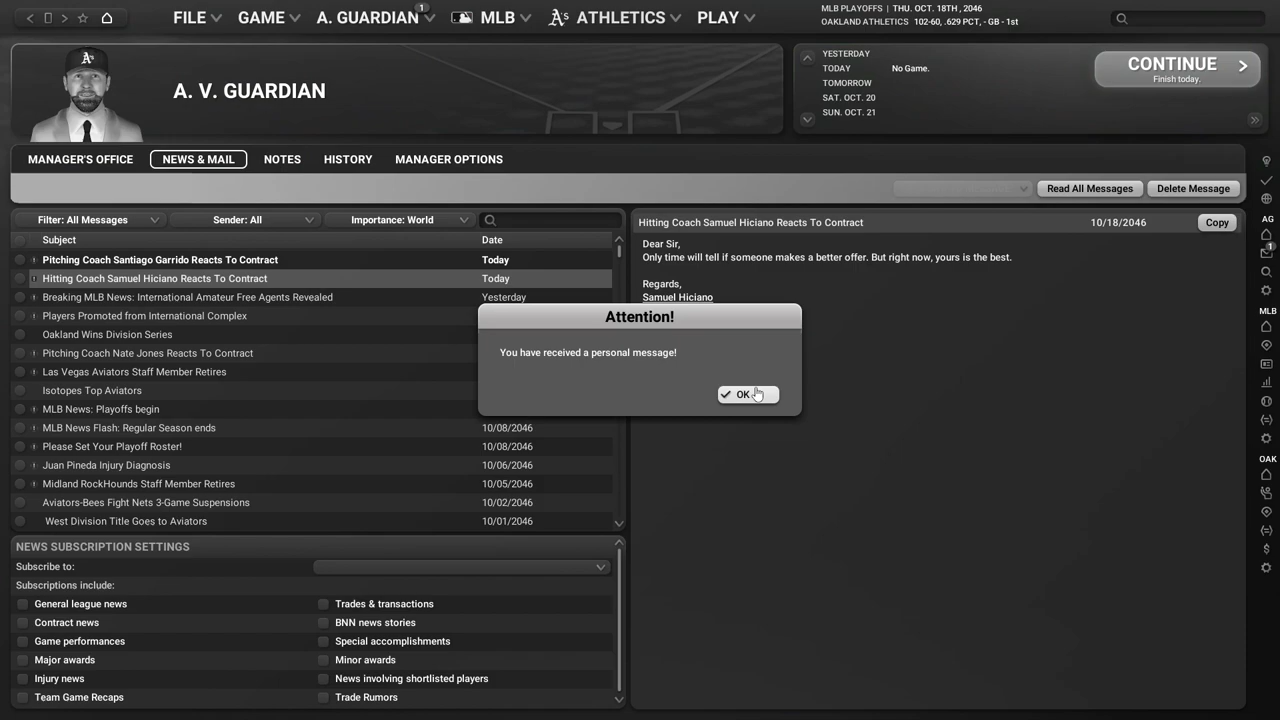 FILE GAME A. GUARDIAN 1 MLB A's ATHLETICS PLAY
MLB PLAYOFFS | THU. OCT. 18TH , 2046
OAKLAND ATHLETICS 102-60, .629 PCT, - GB - 1st
A's
A. V. GUARDIAN
YESTERDAY
TODAY No Game.
TOMORROW
SAT. OCT. 20
SUN. OCT. 21
CONTINUE
Finish today.
MANAGER'S OFFICE NEWS & MAIL NOTES HISTORY MANAGER OPTIONS
Read All Messages Delete Message
Filter: All Messages Sender: All Importance: World
Subject Date
Pitching Coach Santiago Garrido Reacts To Contract Today
Hitting Coach Samuel Hiciano Reacts To Contract Today
Breaking MLB News: International Amateur Free Agents Revealed Yesterday
Players Promoted from International Complex
Oakland Wins Division Series
Pitching Coach Nate Jones Reacts To Contract
Las Vegas Aviators Staff Member Retires
Isotopes Top Aviators
MLB News: Playoffs begin
MLB News Flash: Regular Season ends 10/08/2046
Please Set Your Playoff Roster! 10/08/2046
Juan Pineda Injury Diagnosis 10/06/2046
Midland RockHounds Staff Member Retires 10/05/2046
Aviators-Bees Fight Nets 3-Game Suspensions 10/02/2046
West Division Title Goes to Aviators 10/01/2046
Hitting Coach Samuel Hiciano Reacts To Contract 10/18/2046 Copy
Dear Sir,
Only time will tell if someone makes a better offer. But right now, yours is the best.
Regards,
Samuel Hiciano
Attention!
You have received a personal message!
OK
NEWS SUBSCRIPTION SETTINGS
Subscribe to:
Subscriptions include:
General league news Trades & transactions
Contract news BNN news stories
Game performances Special accomplishments
Major awards Minor awards
Injury news News involving shortlisted players
Team Game Recaps Trade Rumors
AG
1
MLB
OAK